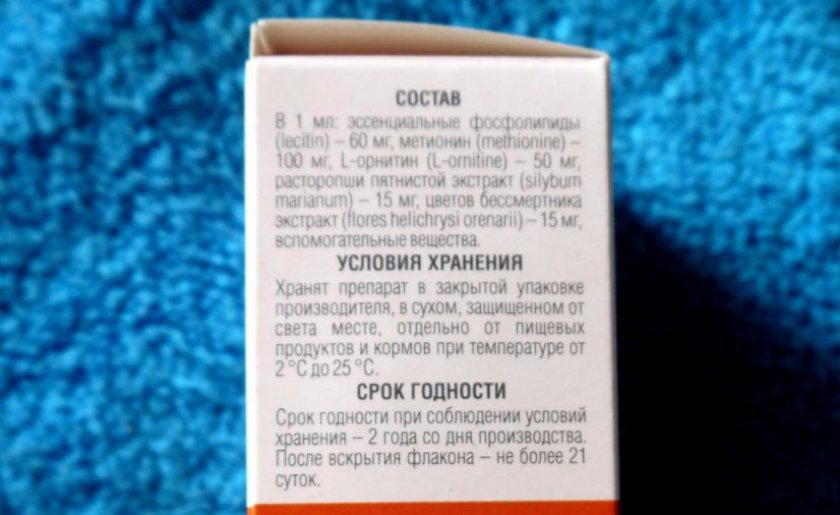 СОСТАВ
В 1 мл: эссенциальные фосфолипиды
(lecitin) – 60 мг, метионин (methionine) –
100 мг, L-орнитин (L-ornitine) – 50 мг,
расторопши пятнистой экстракт (silybum
marianum) – 15 мг, цветов бессмертника
экстракт (flores helichrysi orenarii) – 15 мг,
вспомогательные вещества.
УСЛОВИЯ ХРАНЕНИЯ
Хранят препарат в закрытой упаковке
производителя, в сухом, защищенном от
света месте, отдельно от пищевых
продуктов и кормов при температуре от
2 °С до 25 °С.
СРОК ГОДНОСТИ
Срок годности при соблюдении условий
хранения – 2 года со дня производства.
После вскрытия флакона – не более 21
суток.